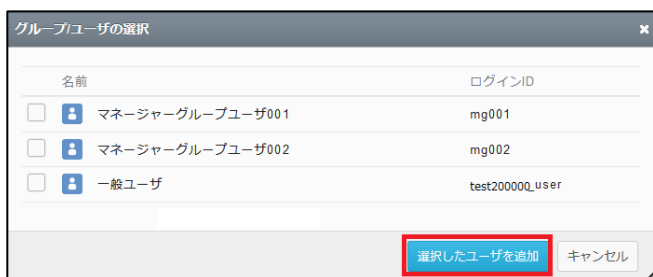 グループ/ユーザの選択 ×
名前 ログインID
マネージャーグループユーザ001 mg001
マネージャーグループユーザ002 mg002
一般ユーザ test200000_user
選択したユーザを追加 キャンセル